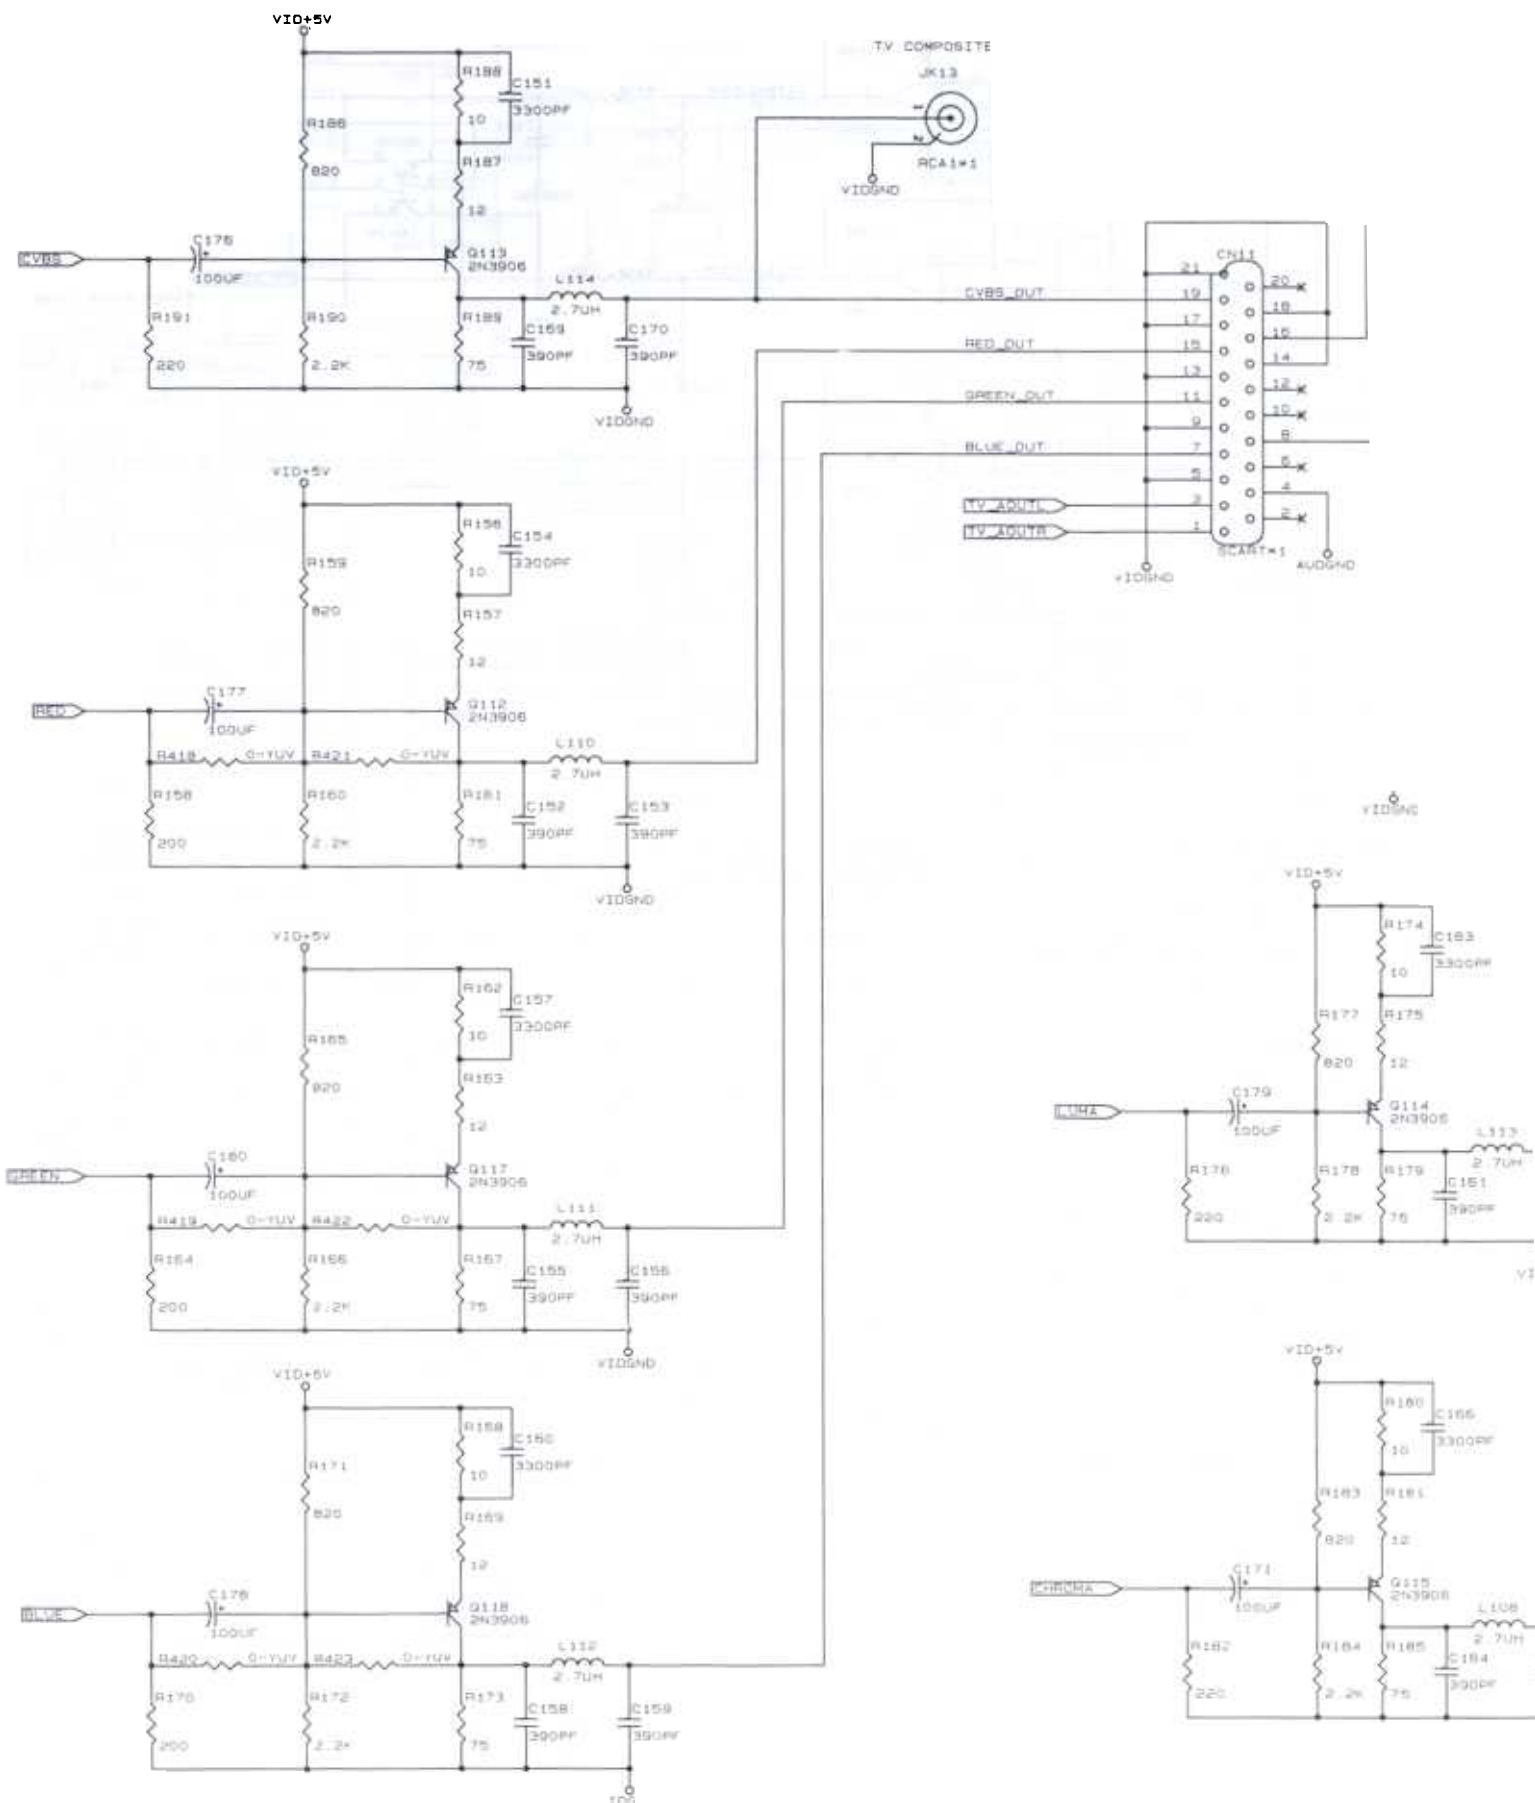 VID+5V
R188
C151
3300PF
10
R186
820
R187
12
C176
100UF
CVBS
Q113
2N3906
L114
2.7UH
R191
220
R190
2.2K
R189
75
C169
390PF
C170
390PF
VIDGND
TV COMPOSITE
JK13
1
2
RCA1*1
VIDGND
CN11
21
20
CVBS_OUT
19
18
17
16
RED_OUT
15
14
13
12
GREEN_OUT
11
10
9
8
BLUE_OUT
7
6
5
4
TV_AOUTL
3
2
TV_AOUTR
1
SCART*1
VIDGND
AUDGND
VID+5V
R156
C154
3300PF
10
R159
820
R157
12
C177
100UF
RED
Q112
2N3906
L110
2.7UH
R418
0-YUV
R421
0-YUV
R158
200
R160
2.2K
R161
75
C152
390PF
C153
390PF
VIDGND
VIDGND
VID+5V
R162
C157
3300PF
10
R165
820
R163
12
C180
100UF
GREEN
Q117
2N3906
L111
2.7UH
R419
0-YUV
R422
0-YUV
R164
200
R166
2.2K
R167
75
C155
390PF
C156
390PF
VIDGND
VID+5V
R174
C163
3300PF
10
R177
820
R175
12
C179
100UF
LUMA
Q114
2N3906
L113
2.7UH
R176
220
R178
2.2K
R179
75
C161
390PF
VI
VID+5V
R168
C160
3300PF
10
R171
820
R169
12
C178
100UF
BLUE
Q118
2N3906
L112
2.7UH
R420
0-YUV
R423
0-YUV
R170
200
R172
2.2K
R173
75
C158
390PF
C159
390PF
VID+5V
R180
C166
3300PF
10
R183
820
R181
12
C171
100UF
CHROMA
Q115
2N3906
L108
2.7UH
R182
220
R184
2.2K
R185
75
C164
390PF